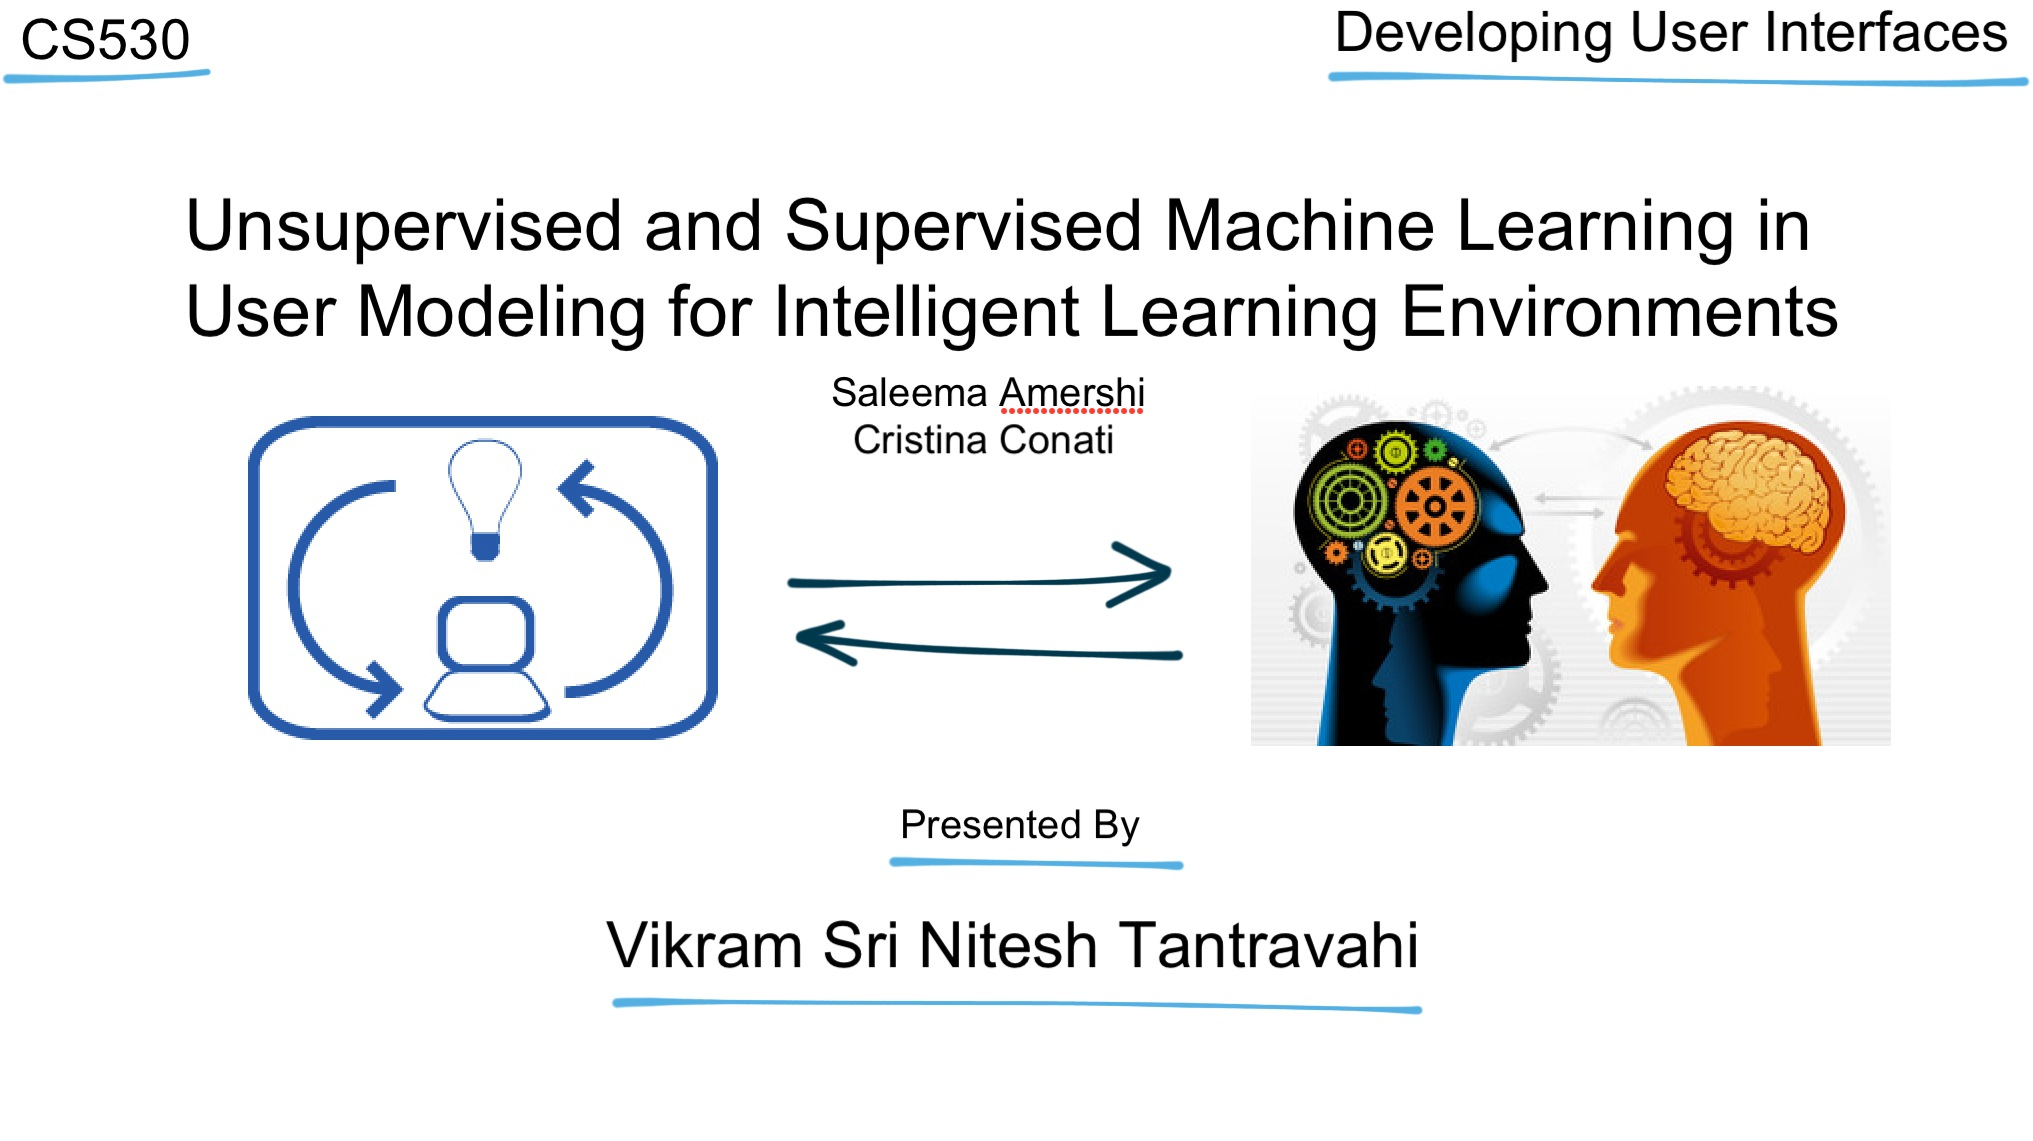 CS530
Developing User Interfaces
Unsupervised and Supervised Machine Learning in
User Modeling for Intelligent Learning Environments
Saleema Amershi
Cristina Conati
Presented By
Vikram Sri Nitesh Tantravahi